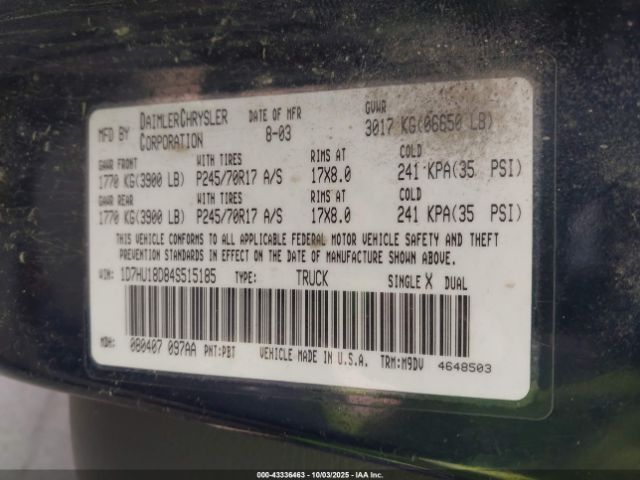 MFD BY DAIMLERCHRYSLER CORPORATION DATE OF MFR 8-03 GVWR 3017 KG(06650 LB)
GAWR FRONT WITH TIRES RIMS AT COLD
1770 KG(3900 LB) P245/70R17 A/S 17X8.0 241 KPA(35 PSI)
GAWR REAR WITH TIRES RIMS AT COLD
1770 KG(3900 LB) P245/70R17 A/S 17X8.0 241 KPA(35 PSI)
THIS VEHICLE CONFORMS TO ALL APPLICABLE FEDERAL MOTOR VEHICLE SAFETY AND THEFT
PREVENTION STANDARDS IN EFFECT ON THE DATE OF MANUFACTURE SHOWN ABOVE.
VIN: 1D7HU18D84S515185 TYPE: TRUCK SINGLE X DUAL
MDH: 080407 097AA PNT:PBT VEHICLE MADE IN U.S.A. TRM:M9DV 4648503
000-43336463 - 10/03/2025 - IAA Inc.